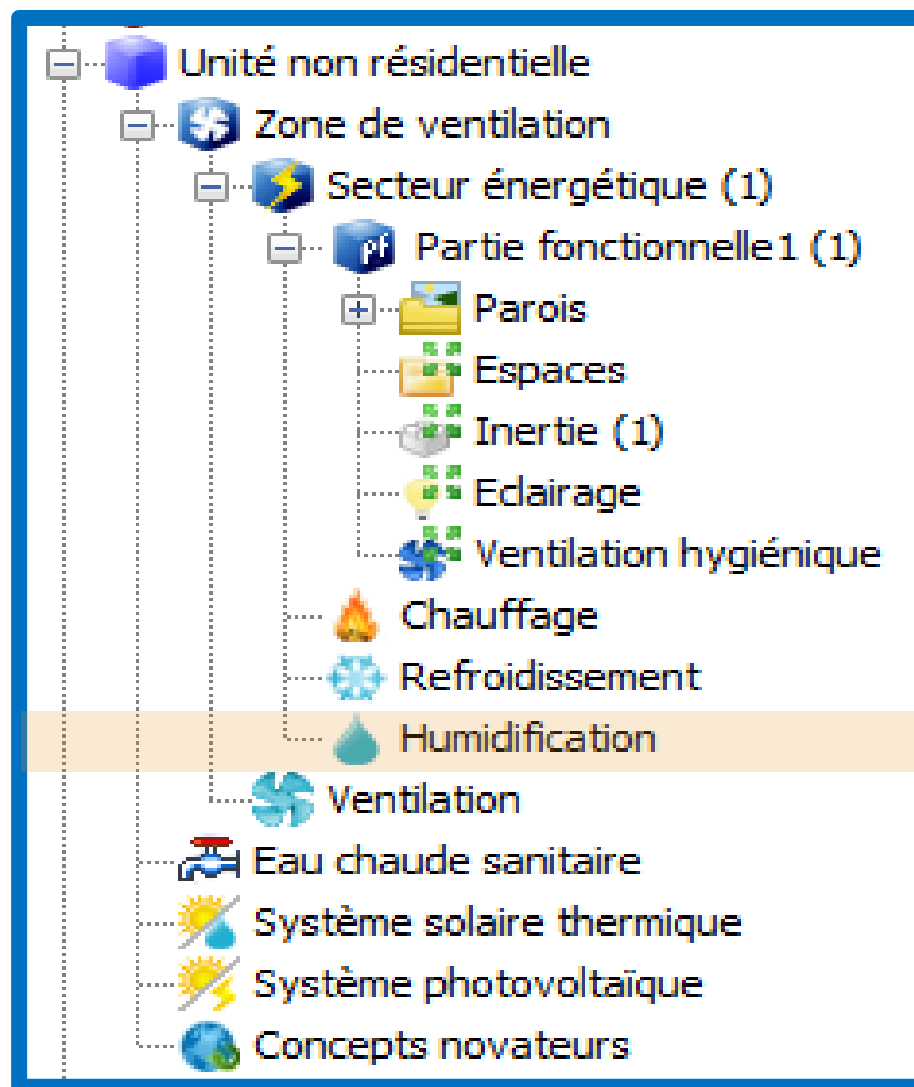 Unité non résidentielle
Zone de ventilation
Secteur énergétique (1)
pf Partie fonctionnelle1 (1)
Parois
Espaces
Inertie (1)
Eclairage
Ventilation hygiénique
Chauffage
Refroidissement
Humidification
Ventilation
Eau chaude sanitaire
Système solaire thermique
Système photovoltaïque
Concepts novateurs